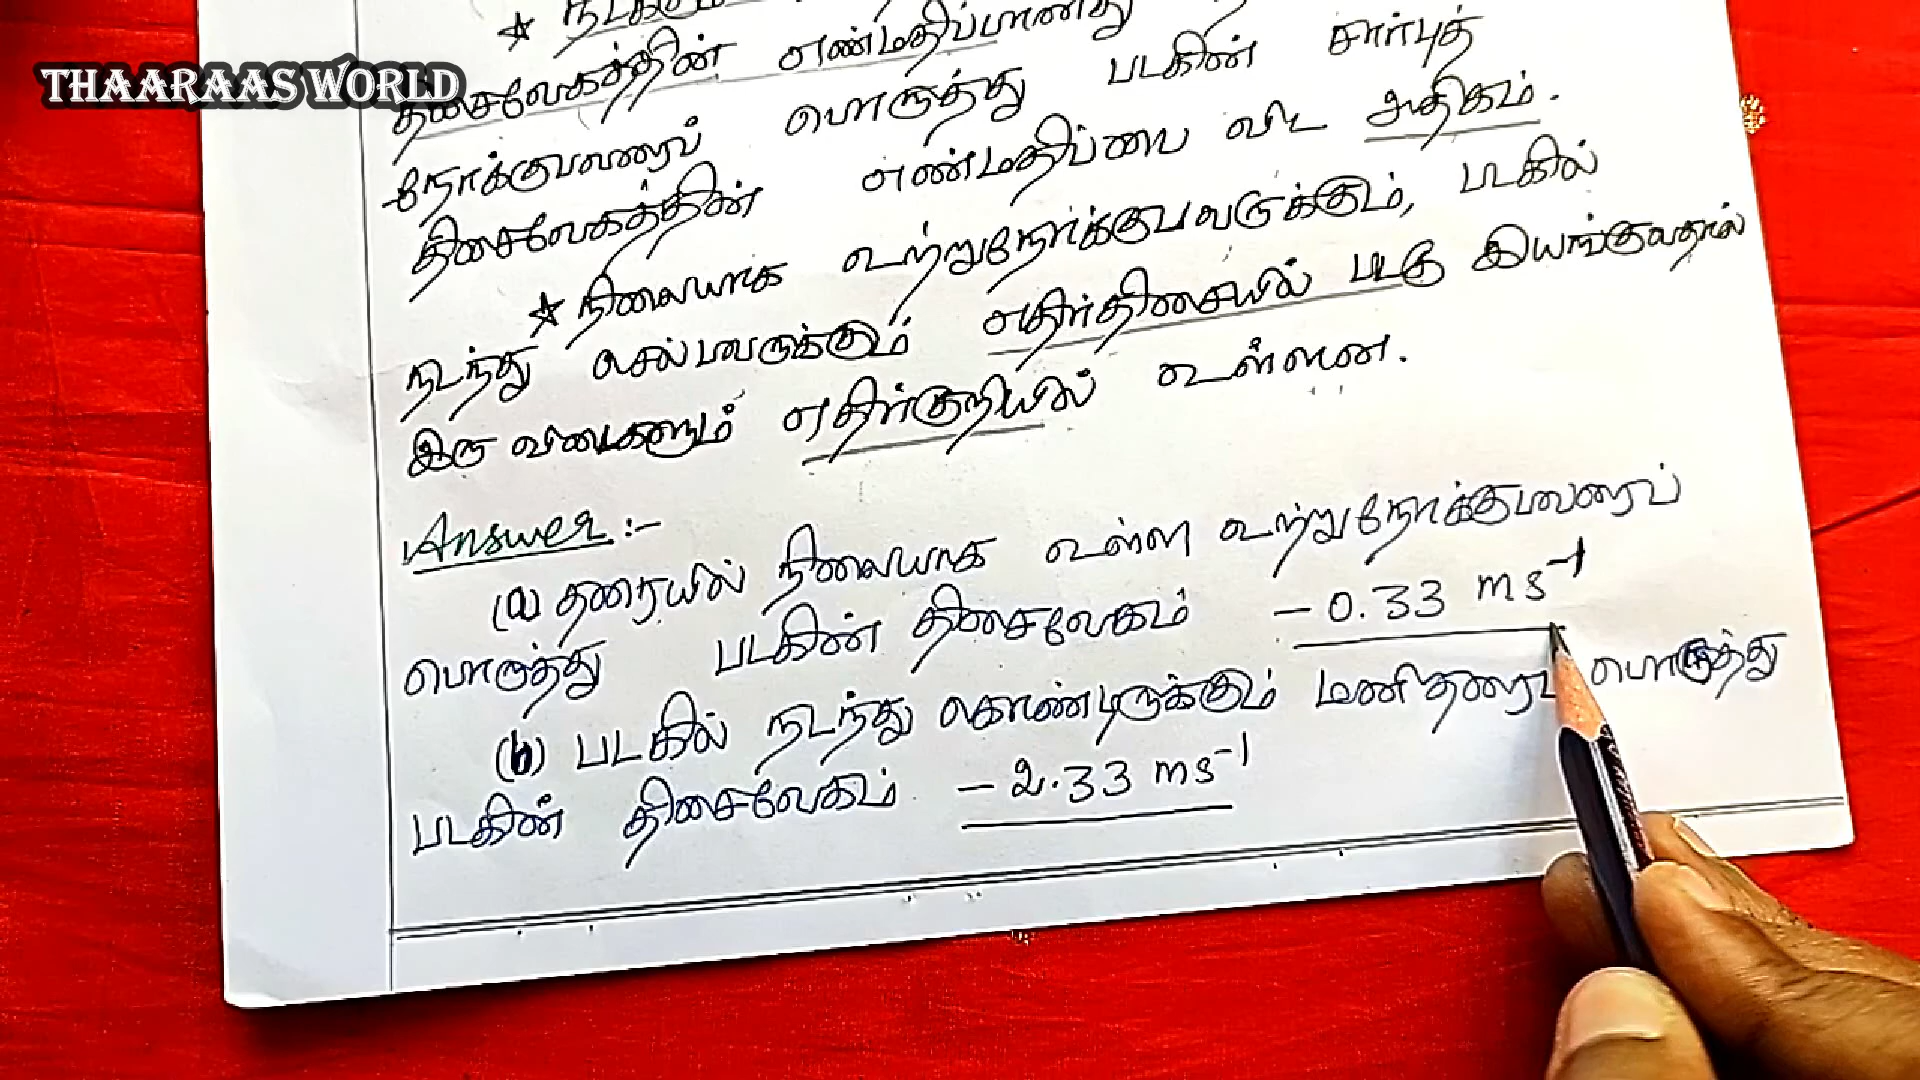 THAARAAS WORLD
★ நடக்கும்
திசைவேகத்தின் எண்மதிப்பானது
நோக்குபவரைப் பொருத்து படகின் சார்புத்
திசைவேகத்தின் எண்மதிப்பை விட அதிகம்.
★ நிலையாக உற்றுநோக்குபவருக்கும், படகில்
நடந்து செல்பவருக்கும் எதிர்திசையில் படகு இயங்குவதால்
இரு விடைகளும் எதிர்குறியில் உள்ளன.
Answer :-
(a) தரையில் நிலையாக உள்ள உற்றுநோக்குபவரைப்
பொருத்து படகின் திசைவேகம் - 0.33 ms⁻¹
(b) படகில் நடந்து கொண்டிருக்கும் மனிதரைப் பொருத்து
படகின் திசைவேகம் - 2.33 ms⁻¹